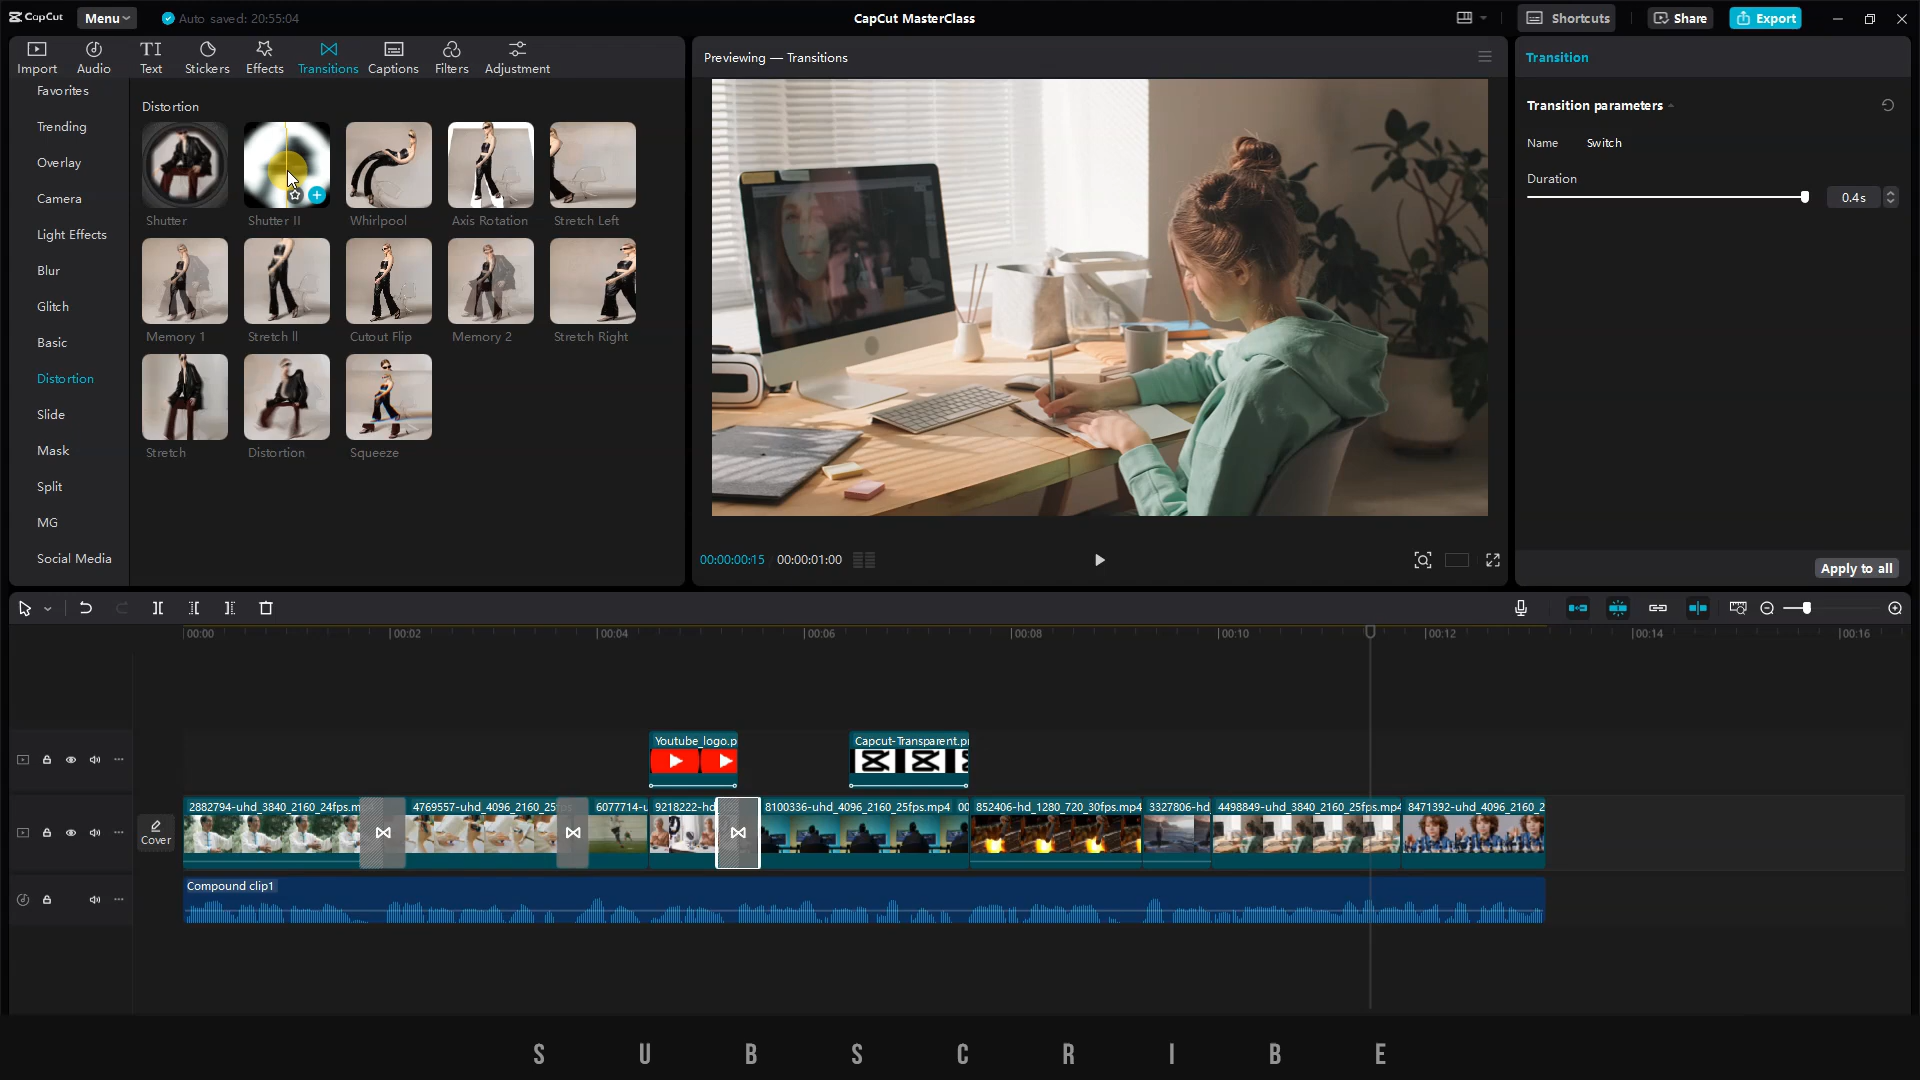 CapCut
Menu
Auto saved: 20:55:04
CapCut MasterClass
Shortcuts
Share
Export
Import
Audio
Text
Stickers
Effects
Transitions
Captions
Filters
Adjustment
Favorites
Trending
Overlay
Camera
Light Effects
Blur
Glitch
Basic
Distortion
Slide
Mask
Split
MG
Social Media
Distortion
Shutter
Shutter II
Whirlpool
Axis Rotation
Stretch Left
Memory 1
Stretch ll
Cutout Flip
Memory 2
Stretch Right
Stretch
Distortion
Squeeze
Previewing — Transitions
00:00:00:15
00:00:01:00
Transition
Transition parameters
Name Switch
Duration
0.4s
Apply to all
00:00
00:02
00:04
00:06
00:08
00:10
00:12
00:14
00:16
Youtube_logo.p
Capcut-Transparent.pn
Cover
2882794-uhd_3840_2160_24fps.m
4769557-uhd_4096_2160_25fps
6077714-u
9218222-hd
8100336-uhd_4096_2160_25fps.mp4 00
852406-hd_1280_720_30fps.mp4
3327806-hd
4498849-uhd_3840_2160_25fps.mp4
8471392-uhd_4096_2160_2
Compound clip1
SUBSCRIBE